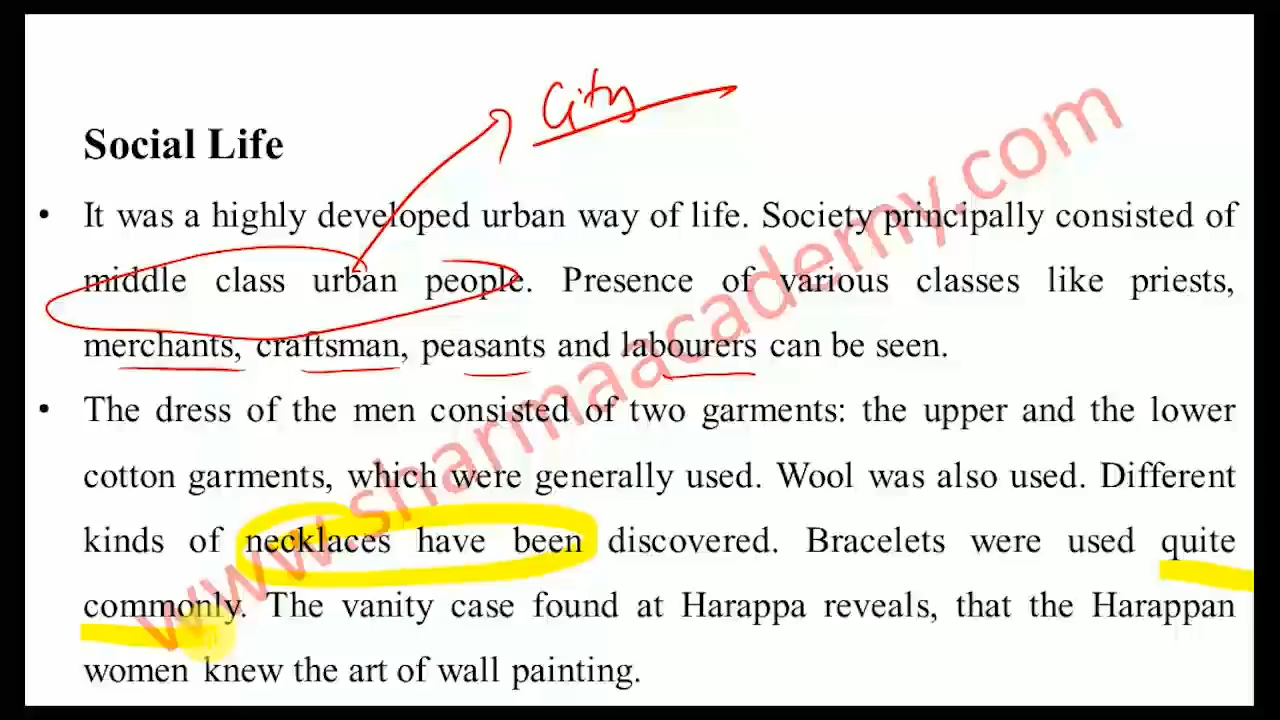 City
Social Life
• It was a highly developed urban way of life. Society principally consisted of
middle class urban people. Presence of various classes like priests,
merchants, craftsman, peasants and labourers can be seen.
• The dress of the men consisted of two garments: the upper and the lower
cotton garments, which were generally used. Wool was also used. Different
kinds of necklaces have been discovered. Bracelets were used quite
commonly. The vanity case found at Harappa reveals, that the Harappan
women knew the art of wall painting.
www.sharmaacademy.com